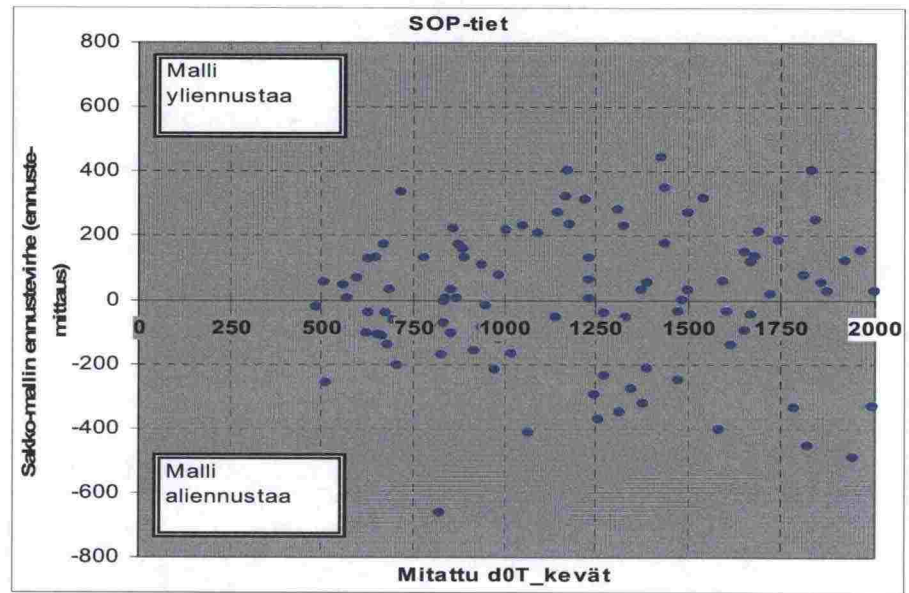 SOP-tiet
800
600
400
200
0
-200
-400
-600
-800
Sakko-mallin ennustevirhe (ennuste-
mittaus)
Malli
yliennustaa
0 250 500 750 1000 1250 1500 1750 2000
Malli
aliennustaa
Mitattu d0T_kevät